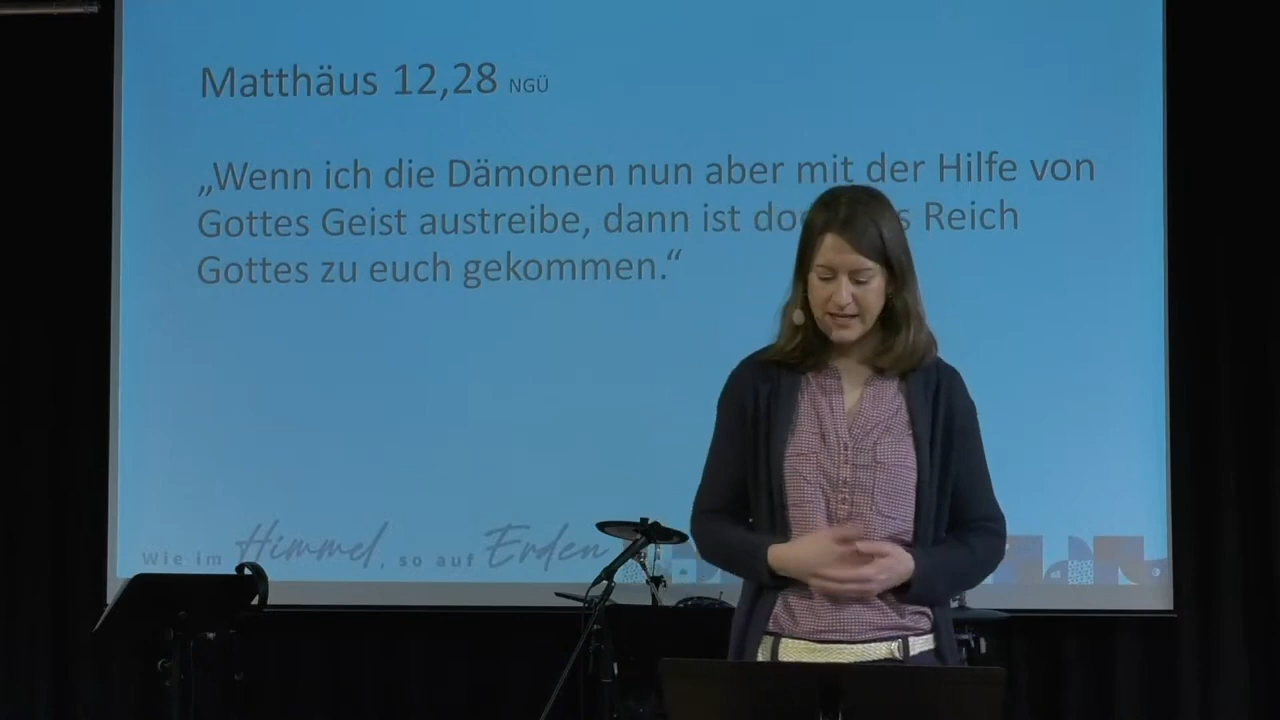 Matthäus 12,28 NGÜ
„Wenn ich die Dämonen nun aber mit der Hilfe von
Gottes Geist austreibe, dann ist Reich
Gottes zu euch gekommen.“
Wie im Himmel, so auf Erden